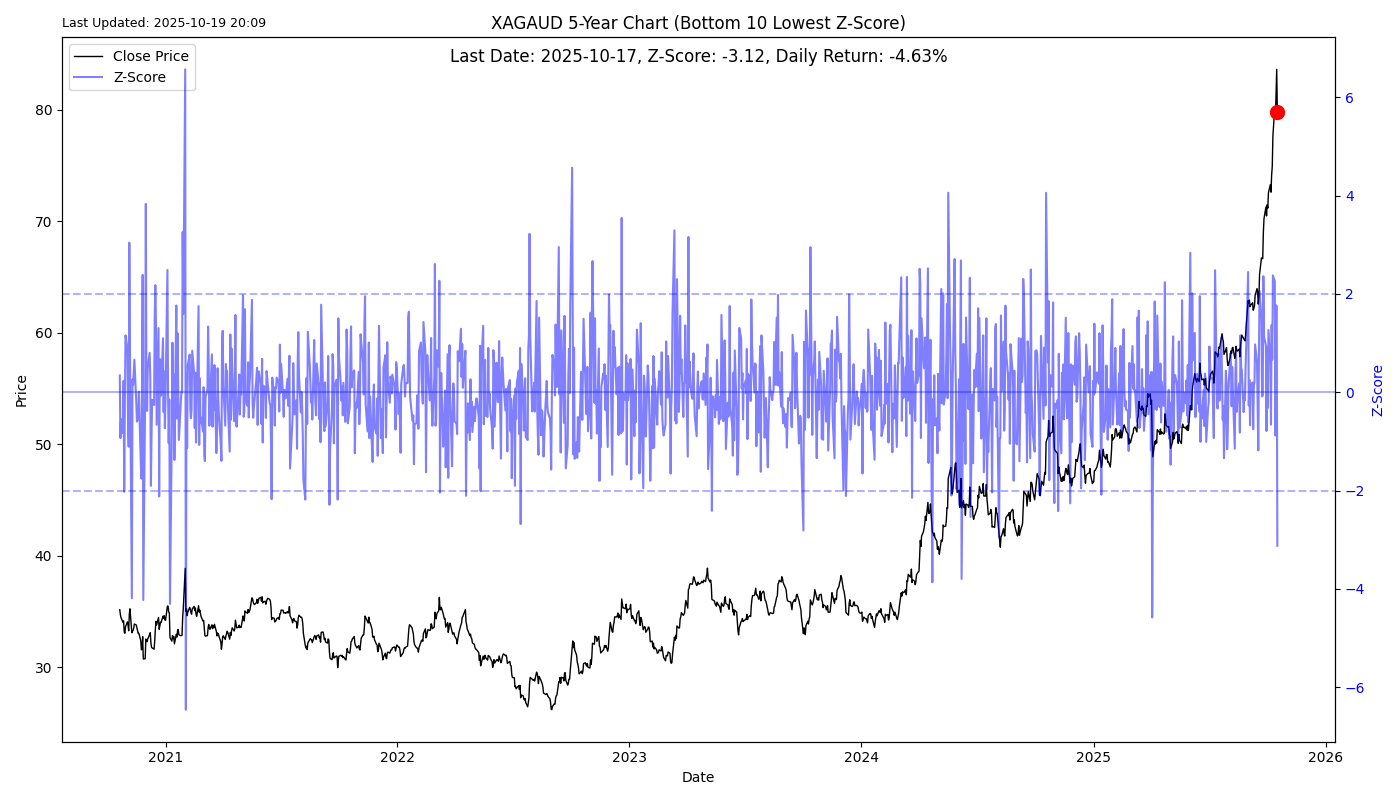 Last Updated: 2025-10-19 20:09
XAGAUD 5-Year Chart (Bottom 10 Lowest Z-Score)
Last Date: 2025-10-17, Z-Score: -3.12, Daily Return: -4.63%
Close Price
Z-Score
Price
80
70
60
50
40
30
6
4
2
0
−2
−4
−6
Z-Score
2021
2022
2023
2024
2025
2026
Date